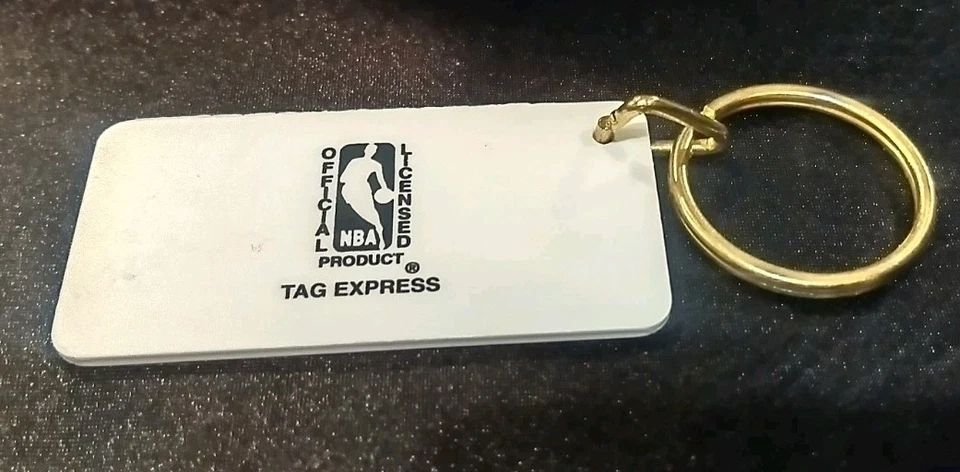 OFFICIAL
LICENSED
NBA
PRODUCT®
TAG EXPRESS